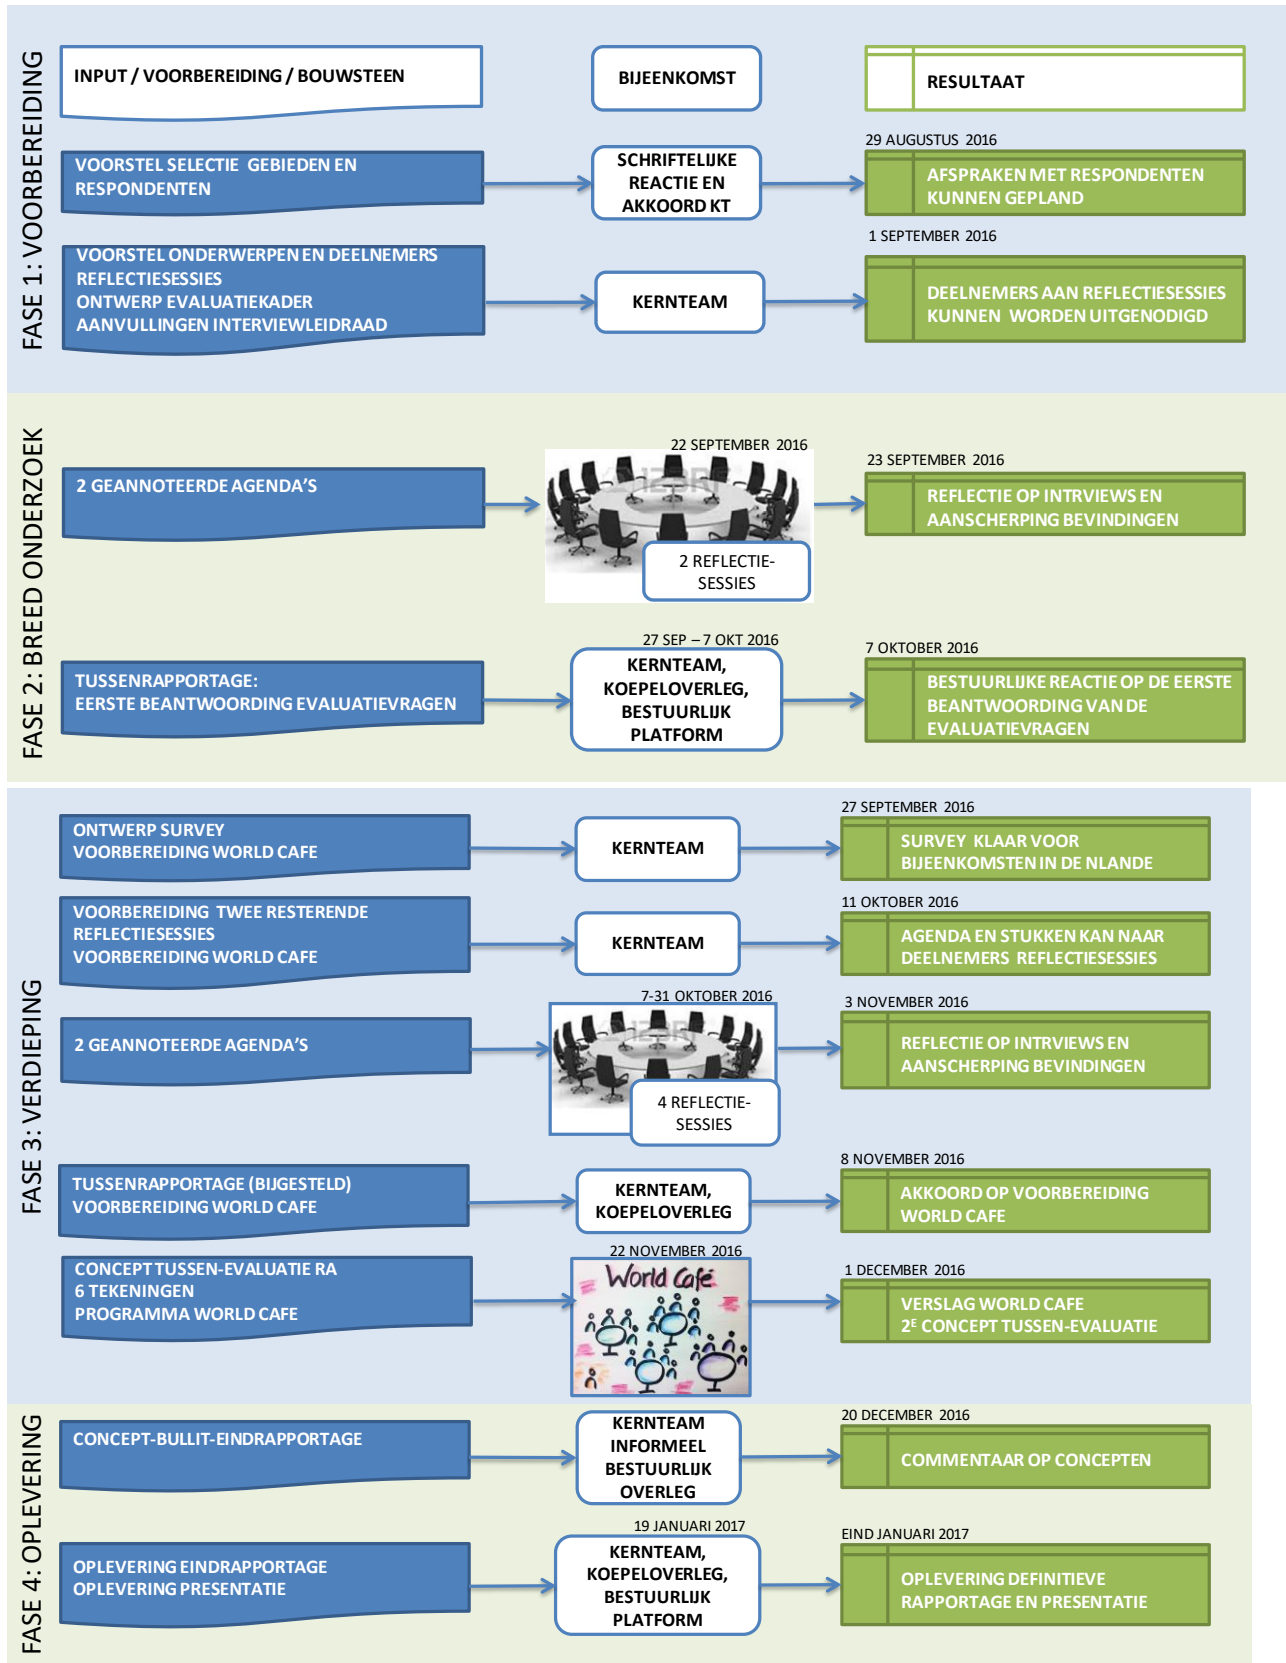 FASE 1: VOORBEREIDING
INPUT / VOORBEREIDING / BOUWSTEEN
BIJEENKOMST
RESULTAAT
VOORSTEL SELECTIE GEBIEDEN EN
RESPONDENTEN
SCHRIFTELIJKE
REACTIE EN
AKKOORD KT
29 AUGUSTUS 2016
AFSPRAKEN MET RESPONDENTEN
KUNNEN GEPLAND
VOORSTEL ONDERWERPEN EN DEELNEMERS
REFLECTIESESSIES
ONTWERP EVALUATIEKADER
AANVULLINGEN INTERVIEWLEIDRAAD
KERNTEAM
1 SEPTEMBER 2016
DEELNEMERS AAN REFLECTIESESSIES
KUNNEN WORDEN UITGENODIGD
FASE 2: BREED ONDERZOEK
2 GEANNOTEERDE AGENDA'S
22 SEPTEMBER 2016
123RF
2 REFLECTIE-
SESSIES
23 SEPTEMBER 2016
REFLECTIE OP INTRVIEWS EN
AANSCHERPING BEVINDINGEN
TUSSENRAPPORTAGE:
EERSTE BEANTWOORDING EVALUATIEVRAGEN
27 SEP – 7 OKT 2016
KERNTEAM,
KOEPELOVERLEG,
BESTUURLIJK
PLATFORM
7 OKTOBER 2016
BESTUURLIJKE REACTIE OP DE EERSTE
BEANTWOORDING VAN DE
EVALUATIEVRAGEN
FASE 3: VERDIEPING
ONTWERP SURVEY
VOORBEREIDING WORLD CAFE
KERNTEAM
27 SEPTEMBER 2016
SURVEY KLAAR VOOR
BIJEENKOMSTEN IN DE NLANDE
VOORBEREIDING TWEE RESTERENDE
REFLECTIESESSIES
VOORBEREIDING WORLD CAFE
KERNTEAM
11 OKTOBER 2016
AGENDA EN STUKKEN KAN NAAR
DEELNEMERS REFLECTIESESSIES
2 GEANNOTEERDE AGENDA'S
7-31 OKTOBER 2016
123RF
4 REFLECTIE-
SESSIES
3 NOVEMBER 2016
REFLECTIE OP INTRVIEWS EN
AANSCHERPING BEVINDINGEN
TUSSENRAPPORTAGE (BIJGESTELD)
VOORBEREIDING WORLD CAFE
KERNTEAM,
KOEPELOVERLEG
8 NOVEMBER 2016
AKKOORD OP VOORBEREIDING
WORLD CAFE
CONCEPT TUSSEN-EVALUATIE RA
6 TEKENINGEN
PROGRAMMA WORLD CAFE
22 NOVEMBER 2016
World Café
1 DECEMBER 2016
VERSLAG WORLD CAFE
2E CONCEPT TUSSEN-EVALUATIE
FASE 4: OPLEVERING
CONCEPT-BULLIT-EINDRAPPORTAGE
KERNTEAM
INFORMEEL
BESTUURLIJK
OVERLEG
20 DECEMBER 2016
COMMENTAAR OP CONCEPTEN
OPLEVERING EINDRAPPORTAGE
OPLEVERING PRESENTATIE
19 JANUARI 2017
KERNTEAM,
KOEPELOVERLEG,
BESTUURLIJK
PLATFORM
EIND JANUARI 2017
OPLEVERING DEFINITIEVE
RAPPORTAGE EN PRESENTATIE